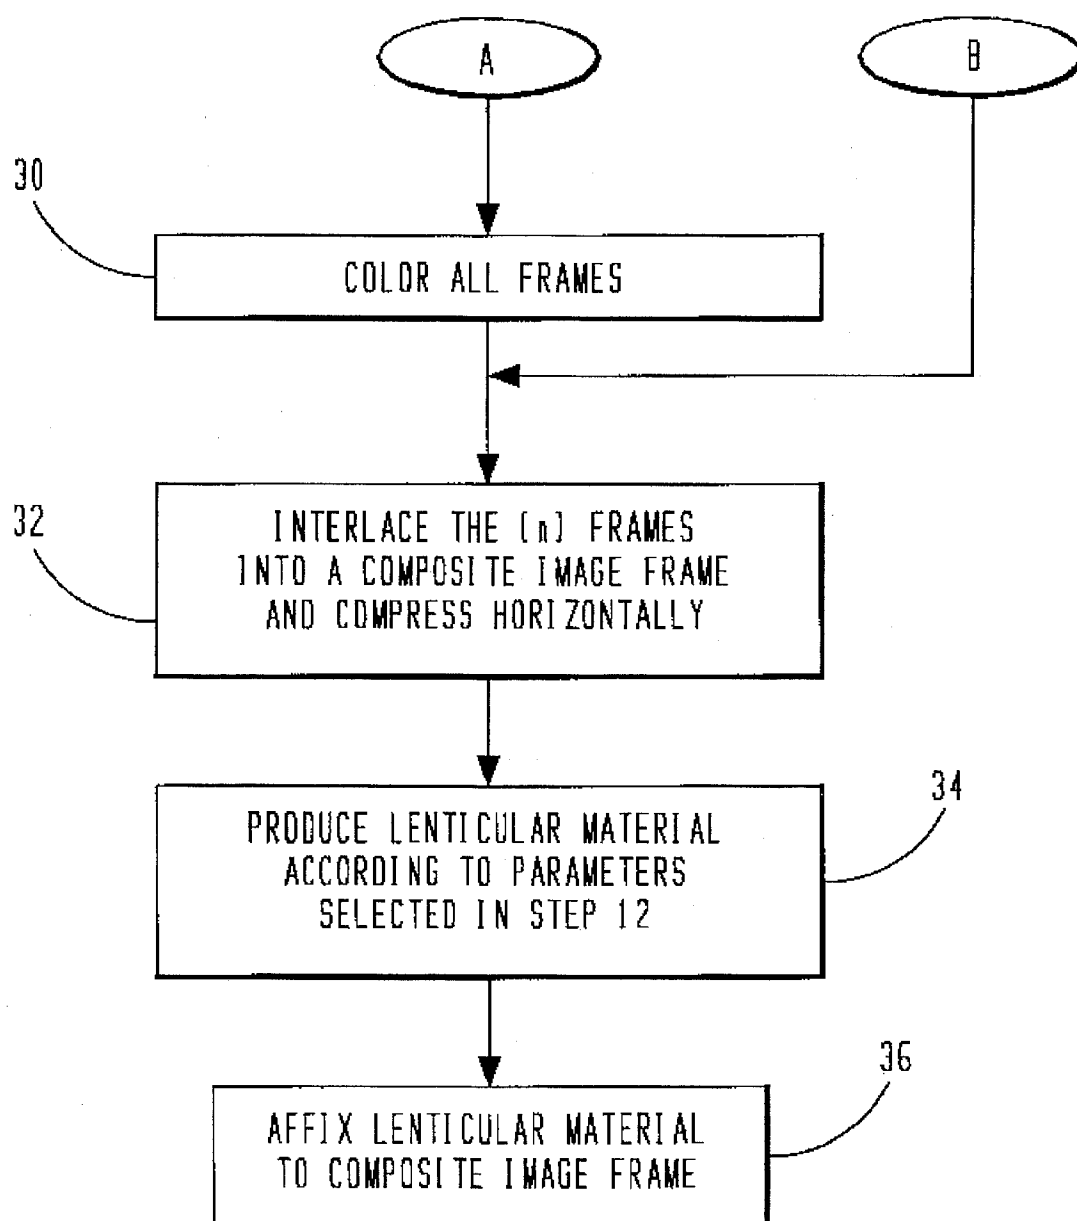 A
B
30
COLOR ALL FRAMES
32
INTERLACE THE (n) FRAMES
INTO A COMPOSITE IMAGE FRAME
AND COMPRESS HORIZONTALLY
34
PRODUCE LENTICULAR MATERIAL
ACCORDING TO PARAMETERS
SELECTED IN STEP 12
36
AFFIX LENTICULAR MATERIAL
TO COMPOSITE IMAGE FRAME